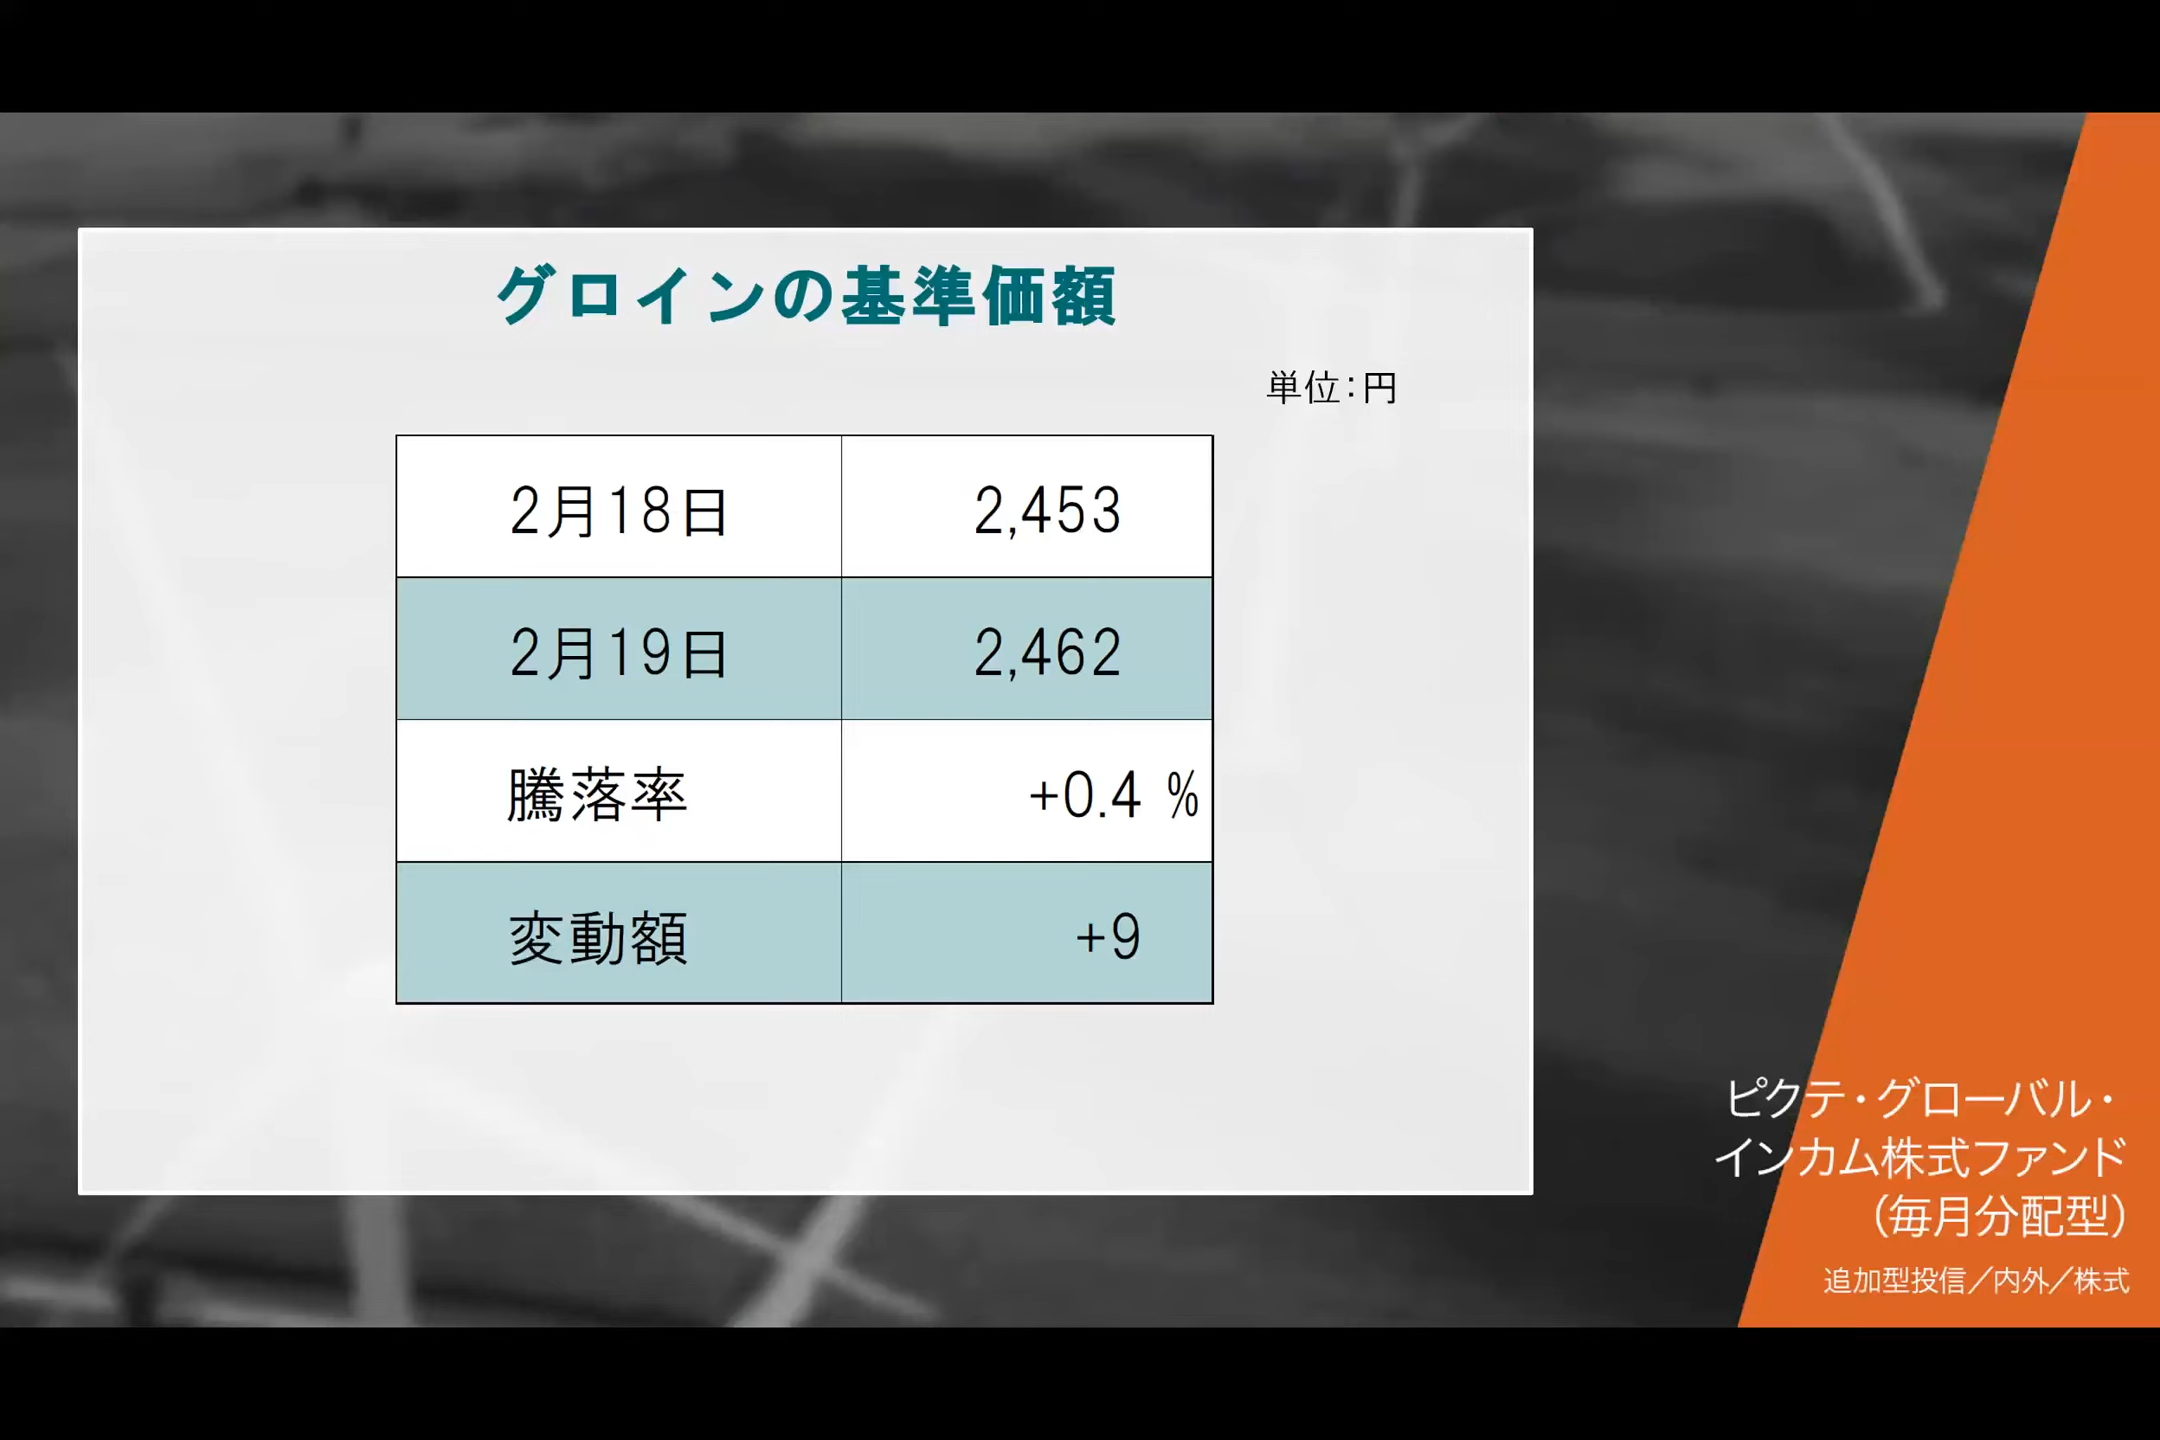 グロインの基準価額
単位：円
2月18日 2,453
2月19日 2,462
騰落率 +0.4 %
変動額 +9
ピクテ・グローバル・
インカム株式ファンド
（毎月分配型）
追加型投信／内外／株式